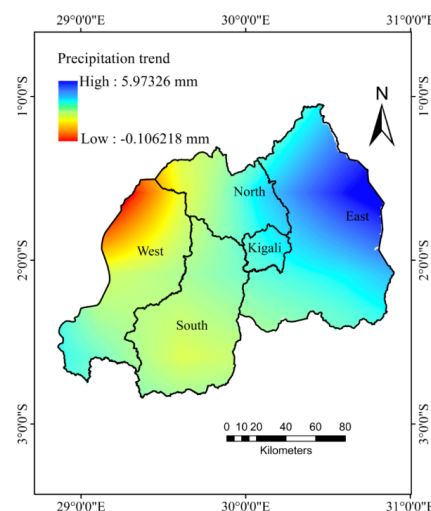 29°0'0"E 30°0'0"E 31°0'0"E
Precipitation trend
High : 5.97326 mm
Low : -0.106218 mm
N
1°0'0"S 1°0'0"S
North
East
Kigali
West
2°0'0"S 2°0'0"S
South
0 10 20 40 60 80
Kilometers
3°0'0"S 3°0'0"S
29°0'0"E 30°0'0"E 31°0'0"E